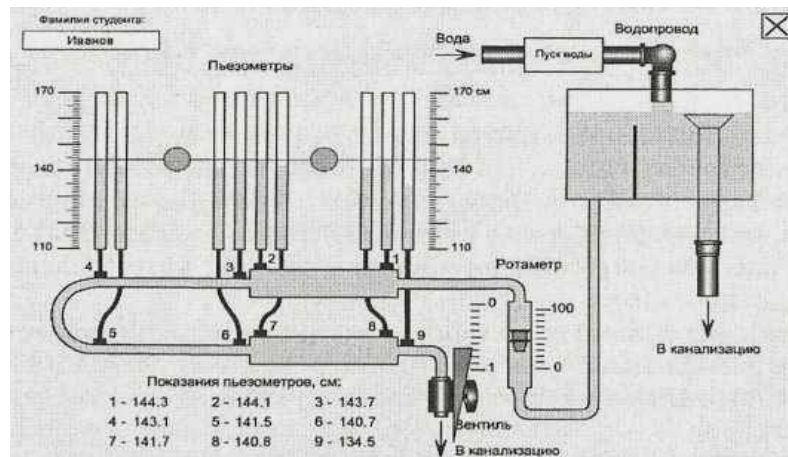 Фамилия студента:
Иванов
Пьезометры
Вода
Пуск воды
Водопровод
170
170 см
140
140
110
110
4
3
2
1
5
6
7
8
9
Ротаметр
0
1
100
0
В канализацию
Показания пьезометров, см:
1 - 144.3 2 - 144.1 3 - 143.7
4 - 143.1 5 - 141.5 6 - 140.7
7 - 141.7 8 - 140.8 9 - 134.5
Вентиль
В канализацию